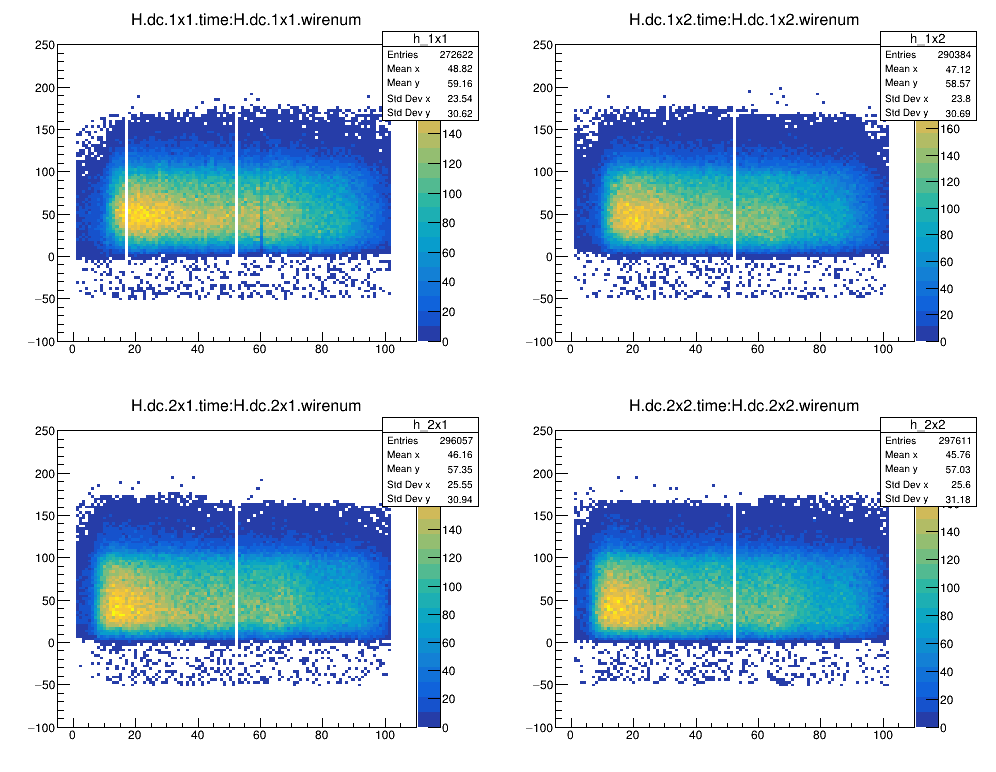 H.dc.1x1.time:H.dc.1x1.wirenum
h_1x1
Entries 272622
Mean x 48.82
Mean y 59.16
Std Dev x 23.54
Std Dev y 30.62
250
200
150
100
50
0
−50
−100
0 20 40 60 80 100
140
120
100
80
60
40
20
0
H.dc.1x2.time:H.dc.1x2.wirenum
h_1x2
Entries 290384
Mean x 47.12
Mean y 58.57
Std Dev x 23.8
Std Dev y 30.69
250
200
150
100
50
0
−50
−100
0 20 40 60 80 100
160
140
120
100
80
60
40
20
0
H.dc.2x1.time:H.dc.2x1.wirenum
h_2x1
Entries 296057
Mean x 46.16
Mean y 57.35
Std Dev x 25.55
Std Dev y 30.94
250
200
150
100
50
0
−50
−100
0 20 40 60 80 100
140
120
100
80
60
40
20
0
H.dc.2x2.time:H.dc.2x2.wirenum
h_2x2
Entries 297611
Mean x 45.76
Mean y 57.03
Std Dev x 25.6
Std Dev y 31.18
250
200
150
100
50
0
−50
−100
0 20 40 60 80 100
140
120
100
80
60
40
20
0